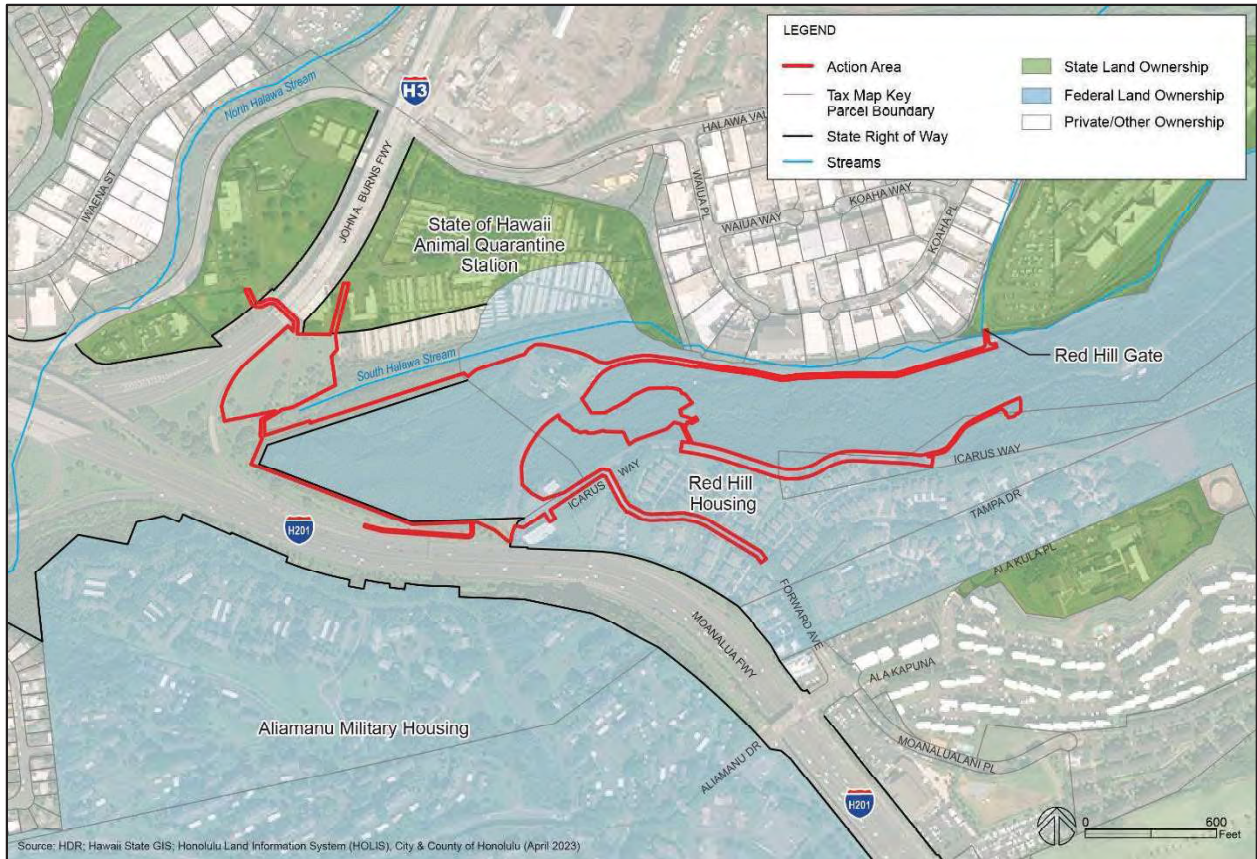 LEGEND
Action Area
Tax Map Key
Parcel Boundary
State Right of Way
Streams
State Land Ownership
Federal Land Ownership
Private/Other Ownership
H3
North Halawa Stream
IWAENA ST
JOHN A. BURNS FWY
HALAWA VAL
WAIUA PL
WAIUA WAY
KOAHA WAY
KOAHA PL
State of Hawaii
Animal Quarantine
Station
South Halawa Stream
Red Hill Gate
ICARUS WAY
Red Hill
Housing
ICARUS WAY
TAMPA DR
ALA KULA PL
H201
FORWARD AVE
MOANALUA FWY
ALA KAPUNA
MOANALUALANI PL
Aliamanu Military Housing
ALIAMANU DR
H201
0 600
Feet
Source: HDR; Hawaii State GIS; Honolulu Land Information System (HOLIS), City & County of Honolulu (April 2023)